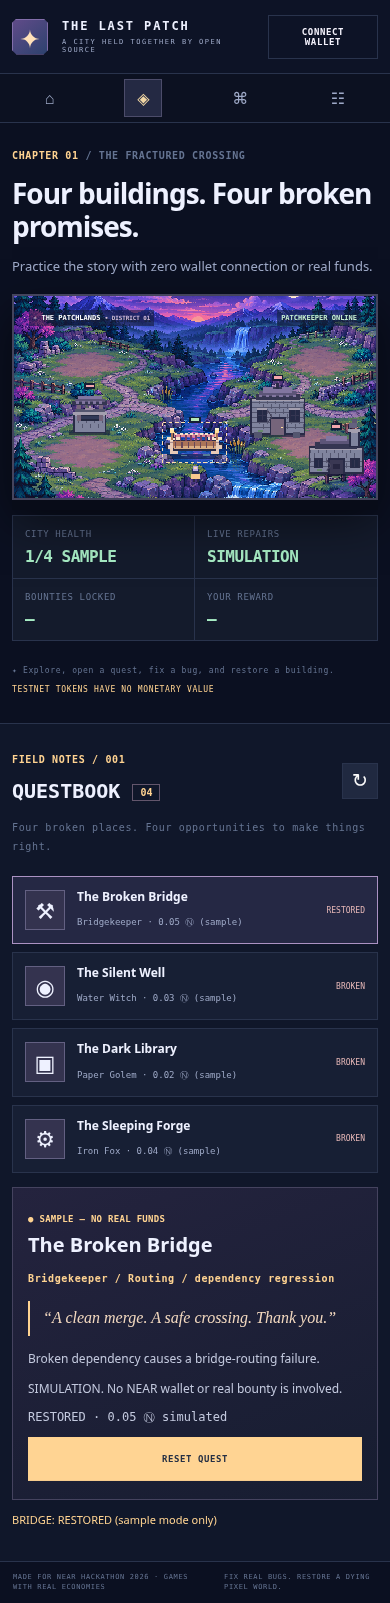 THE LAST PATCH
A CITY HELD TOGETHER BY OPEN
SOURCE
CONNECT
WALLET
CHAPTER 01 / THE FRACTURED CROSSING
Four buildings. Four broken
promises.
Practice the story with zero wallet connection or real funds.
THE PATCHLANDS • DISTRICT 01
PATCHKEEPER ONLINE
CITY HEALTH
1/4 SAMPLE
LIVE REPAIRS
SIMULATION
BOUNTIES LOCKED
—
YOUR REWARD
—
✦ Explore, open a quest, fix a bug, and restore a building.
TESTNET TOKENS HAVE NO MONETARY VALUE
FIELD NOTES / 001
QUESTBOOK 04
Four broken places. Four opportunities to make things
right.
The Broken Bridge
Bridgekeeper · 0.05 Ⓝ (sample)
RESTORED
The Silent Well
Water Witch · 0.03 Ⓝ (sample)
BROKEN
The Dark Library
Paper Golem · 0.02 Ⓝ (sample)
BROKEN
The Sleeping Forge
Iron Fox · 0.04 Ⓝ (sample)
BROKEN
● SAMPLE — NO REAL FUNDS
The Broken Bridge
Bridgekeeper / Routing / dependency regression
“A clean merge. A safe crossing. Thank you.”
Broken dependency causes a bridge-routing failure.
SIMULATION. No NEAR wallet or real bounty is involved.
RESTORED · 0.05 Ⓝ simulated
RESET QUEST
BRIDGE: RESTORED (sample mode only)
MADE FOR NEAR HACKATHON 2026 · GAMES
WITH REAL ECONOMIES
FIX REAL BUGS. RESTORE A DYING
PIXEL WORLD.